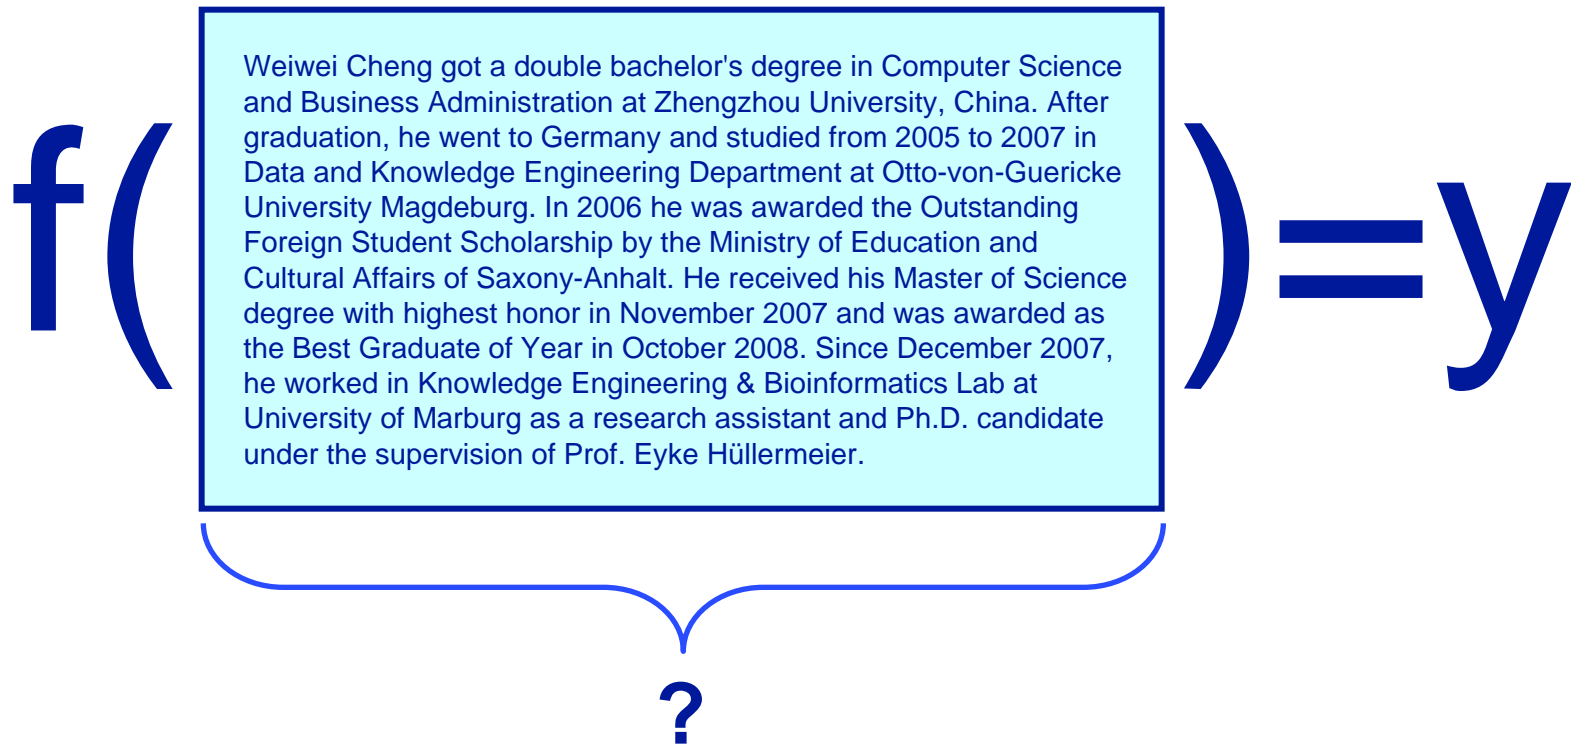 f(
Weiwei Cheng got a double bachelor's degree in Computer Science
and Business Administration at Zhengzhou University, China. After
graduation, he went to Germany and studied from 2005 to 2007 in
Data and Knowledge Engineering Department at Otto-von-Guericke
University Magdeburg. In 2006 he was awarded the Outstanding
Foreign Student Scholarship by the Ministry of Education and
Cultural Affairs of Saxony-Anhalt. He received his Master of Science
degree with highest honor in November 2007 and was awarded as
the Best Graduate of Year in October 2008. Since December 2007,
he worked in Knowledge Engineering & Bioinformatics Lab at
University of Marburg as a research assistant and Ph.D. candidate
under the supervision of Prof. Eyke Hüllermeier.
)=y
?